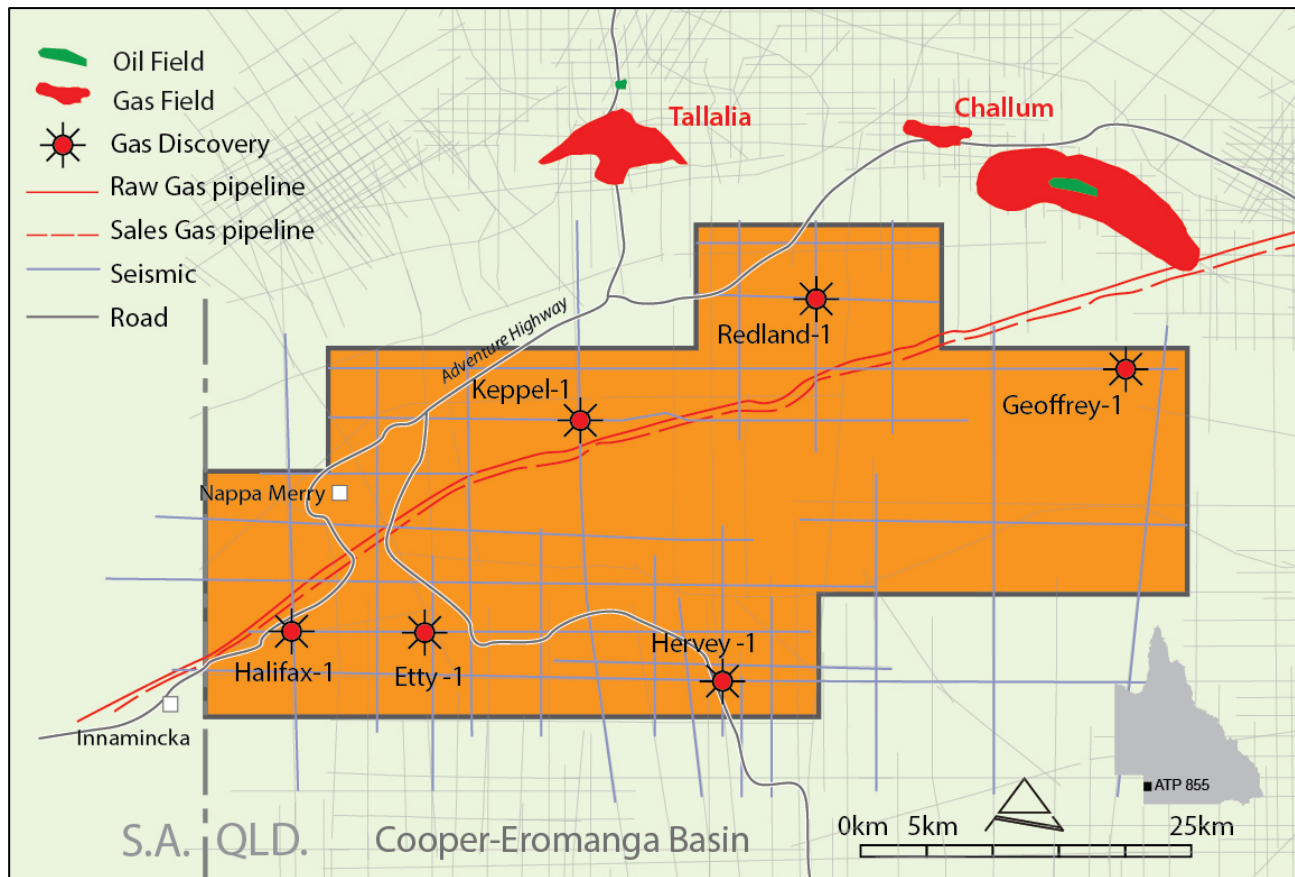 Oil Field
Gas Field
Gas Discovery
Raw Gas pipeline
Sales Gas pipeline
Seismic
Road
Tallalia
Challum
Adventure Highway
Redland-1
Keppel-1
Geoffrey-1
Nappa Merry
Halifax-1
Etty -1
Hervey -1
Innamincka
ATP 855
S.A. QLD.
Cooper-Eromanga Basin
0km 5km 25km